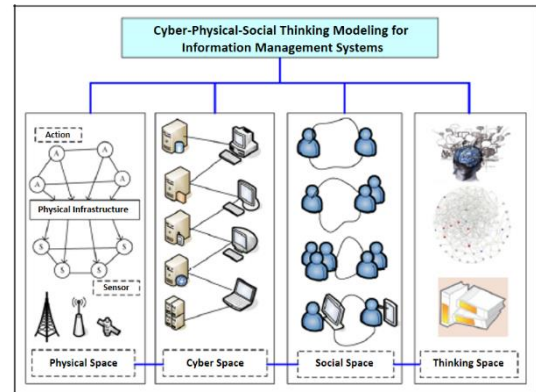 Cyber-Physical-Social Thinking Modeling for
Information Management Systems
Action
A
A
A
A
Physical Infrastructure
S
S
S
S
Sensor
Physical Space
Cyber Space
Social Space
Thinking Space